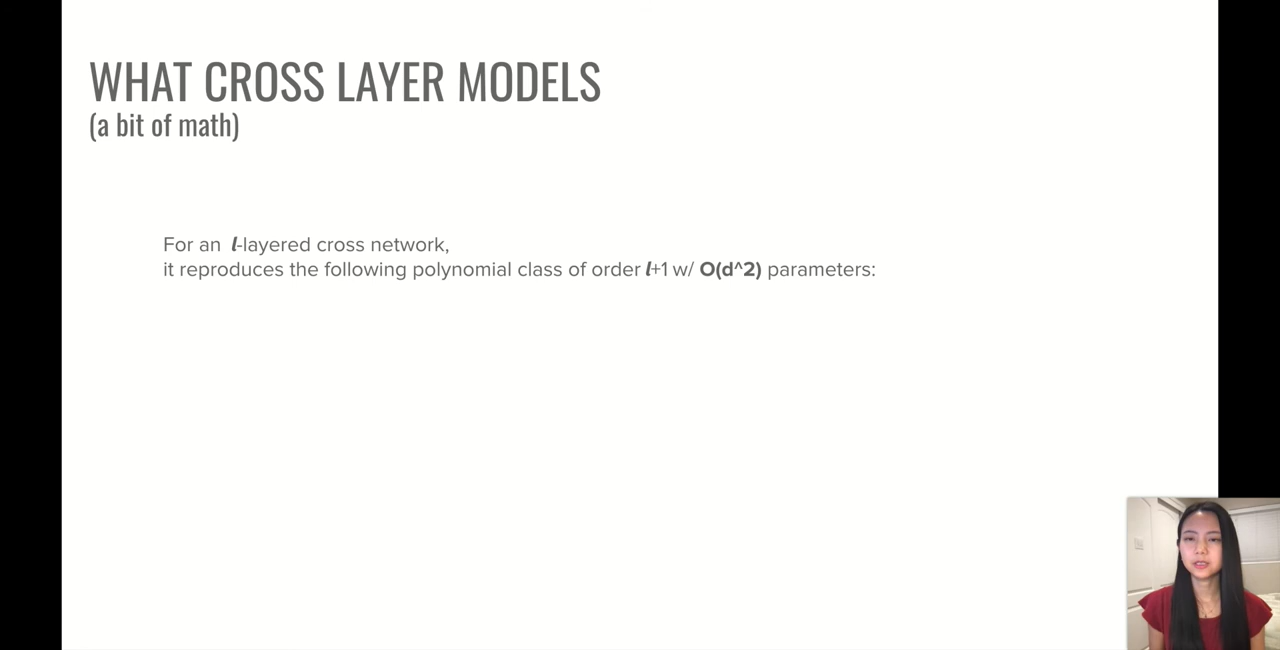 WHAT CROSS LAYER MODELS
(a bit of math)
For an l-layered cross network,
it reproduces the following polynomial class of order l+1 w/ O(d^2) parameters: